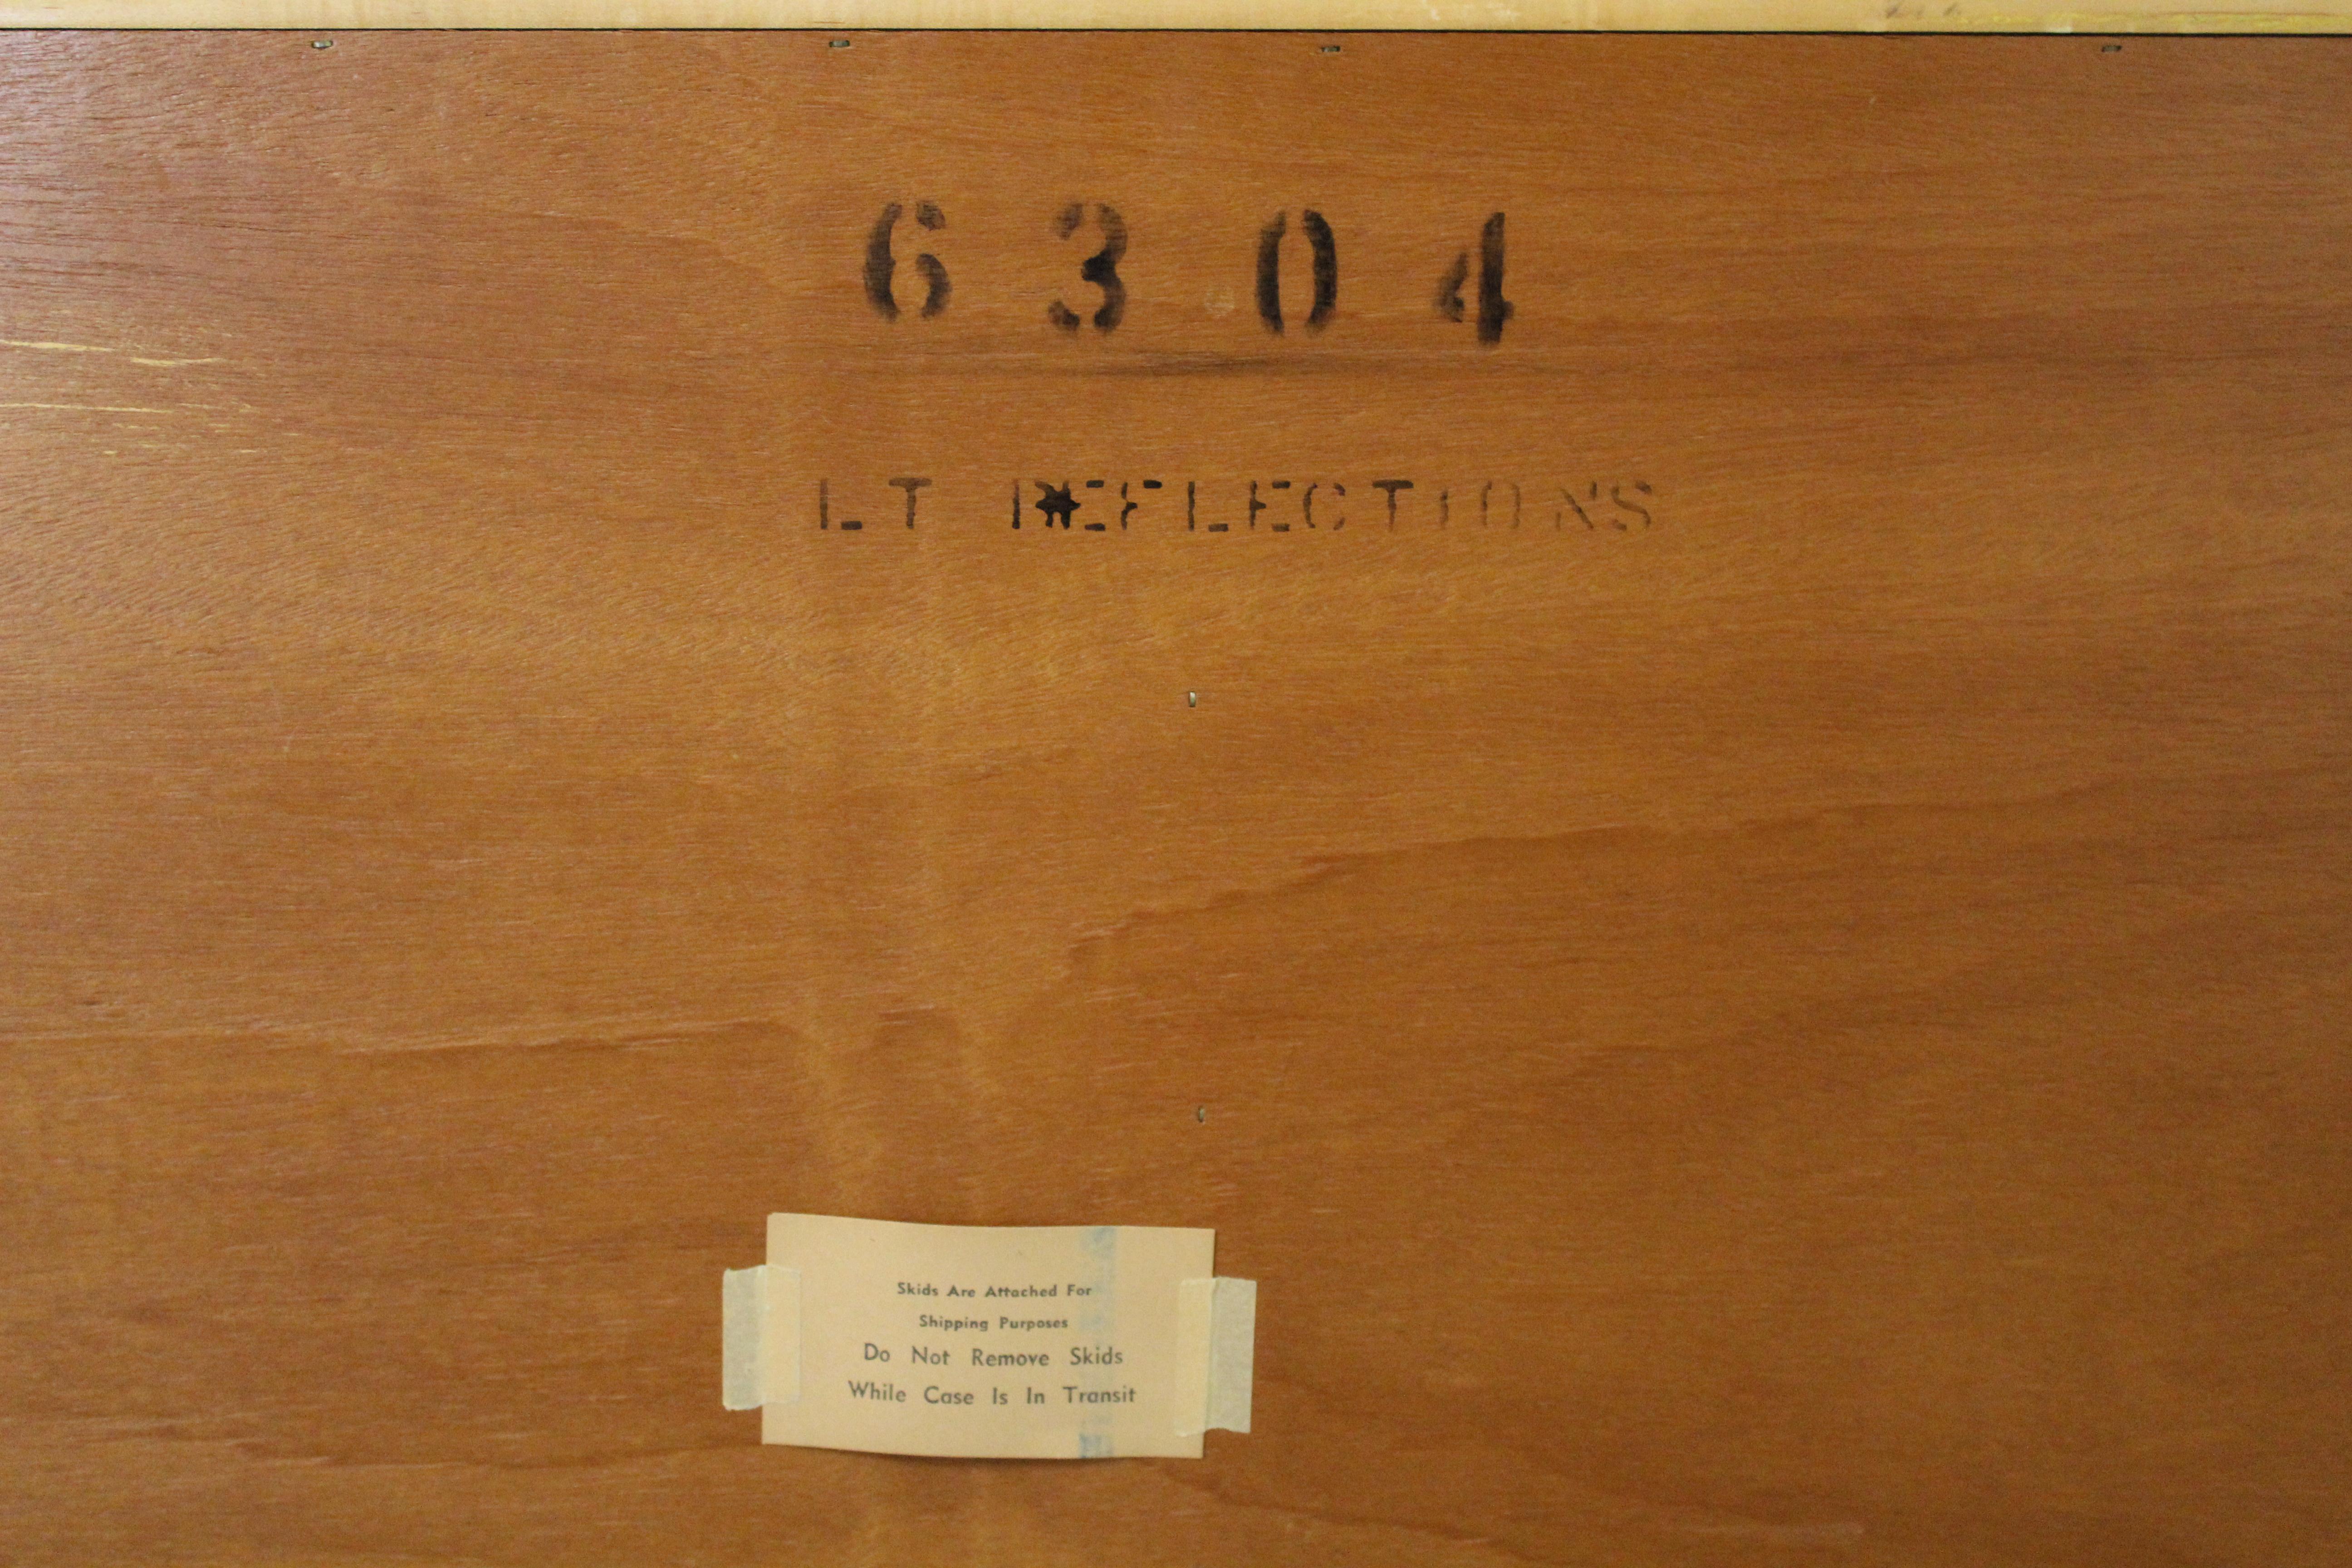 6304
LT REFLECTIONS
Skids Are Attached For
Shipping Purposes
Do Not Remove Skids
While Case Is In Transit